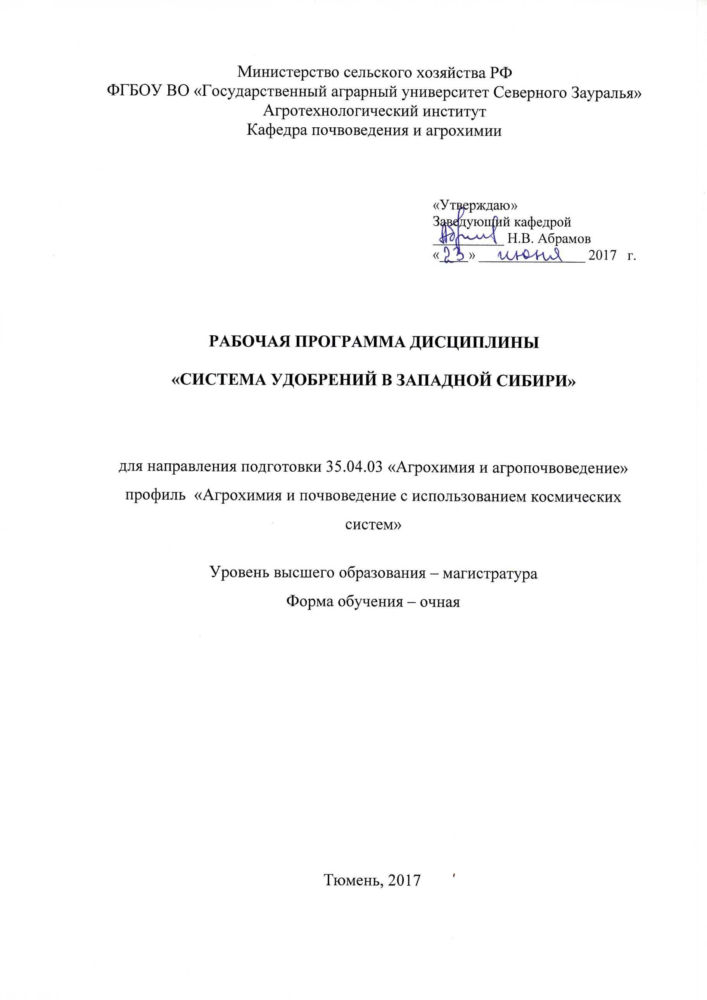 Министерство сельского хозяйства РФ
ФГБОУ ВО «Государственный аграрный университет Северного Зауралья»
Агротехнологический институт
Кафедра почвоведения и агрохимии
«Утверждаю»
Заведующий кафедрой
Н.В. Абрамов
«23» июня 2017 г.
РАБОЧАЯ ПРОГРАММА ДИСЦИПЛИНЫ
«СИСТЕМА УДОБРЕНИЙ В ЗАПАДНОЙ СИБИРИ»
для направления подготовки 35.04.03 «Агрохимия и агропочвоведение»
профиль «Агрохимия и почвоведение с использованием космических
систем»
Уровень высшего образования – магистратура
Форма обучения – очная
Тюмень, 2017